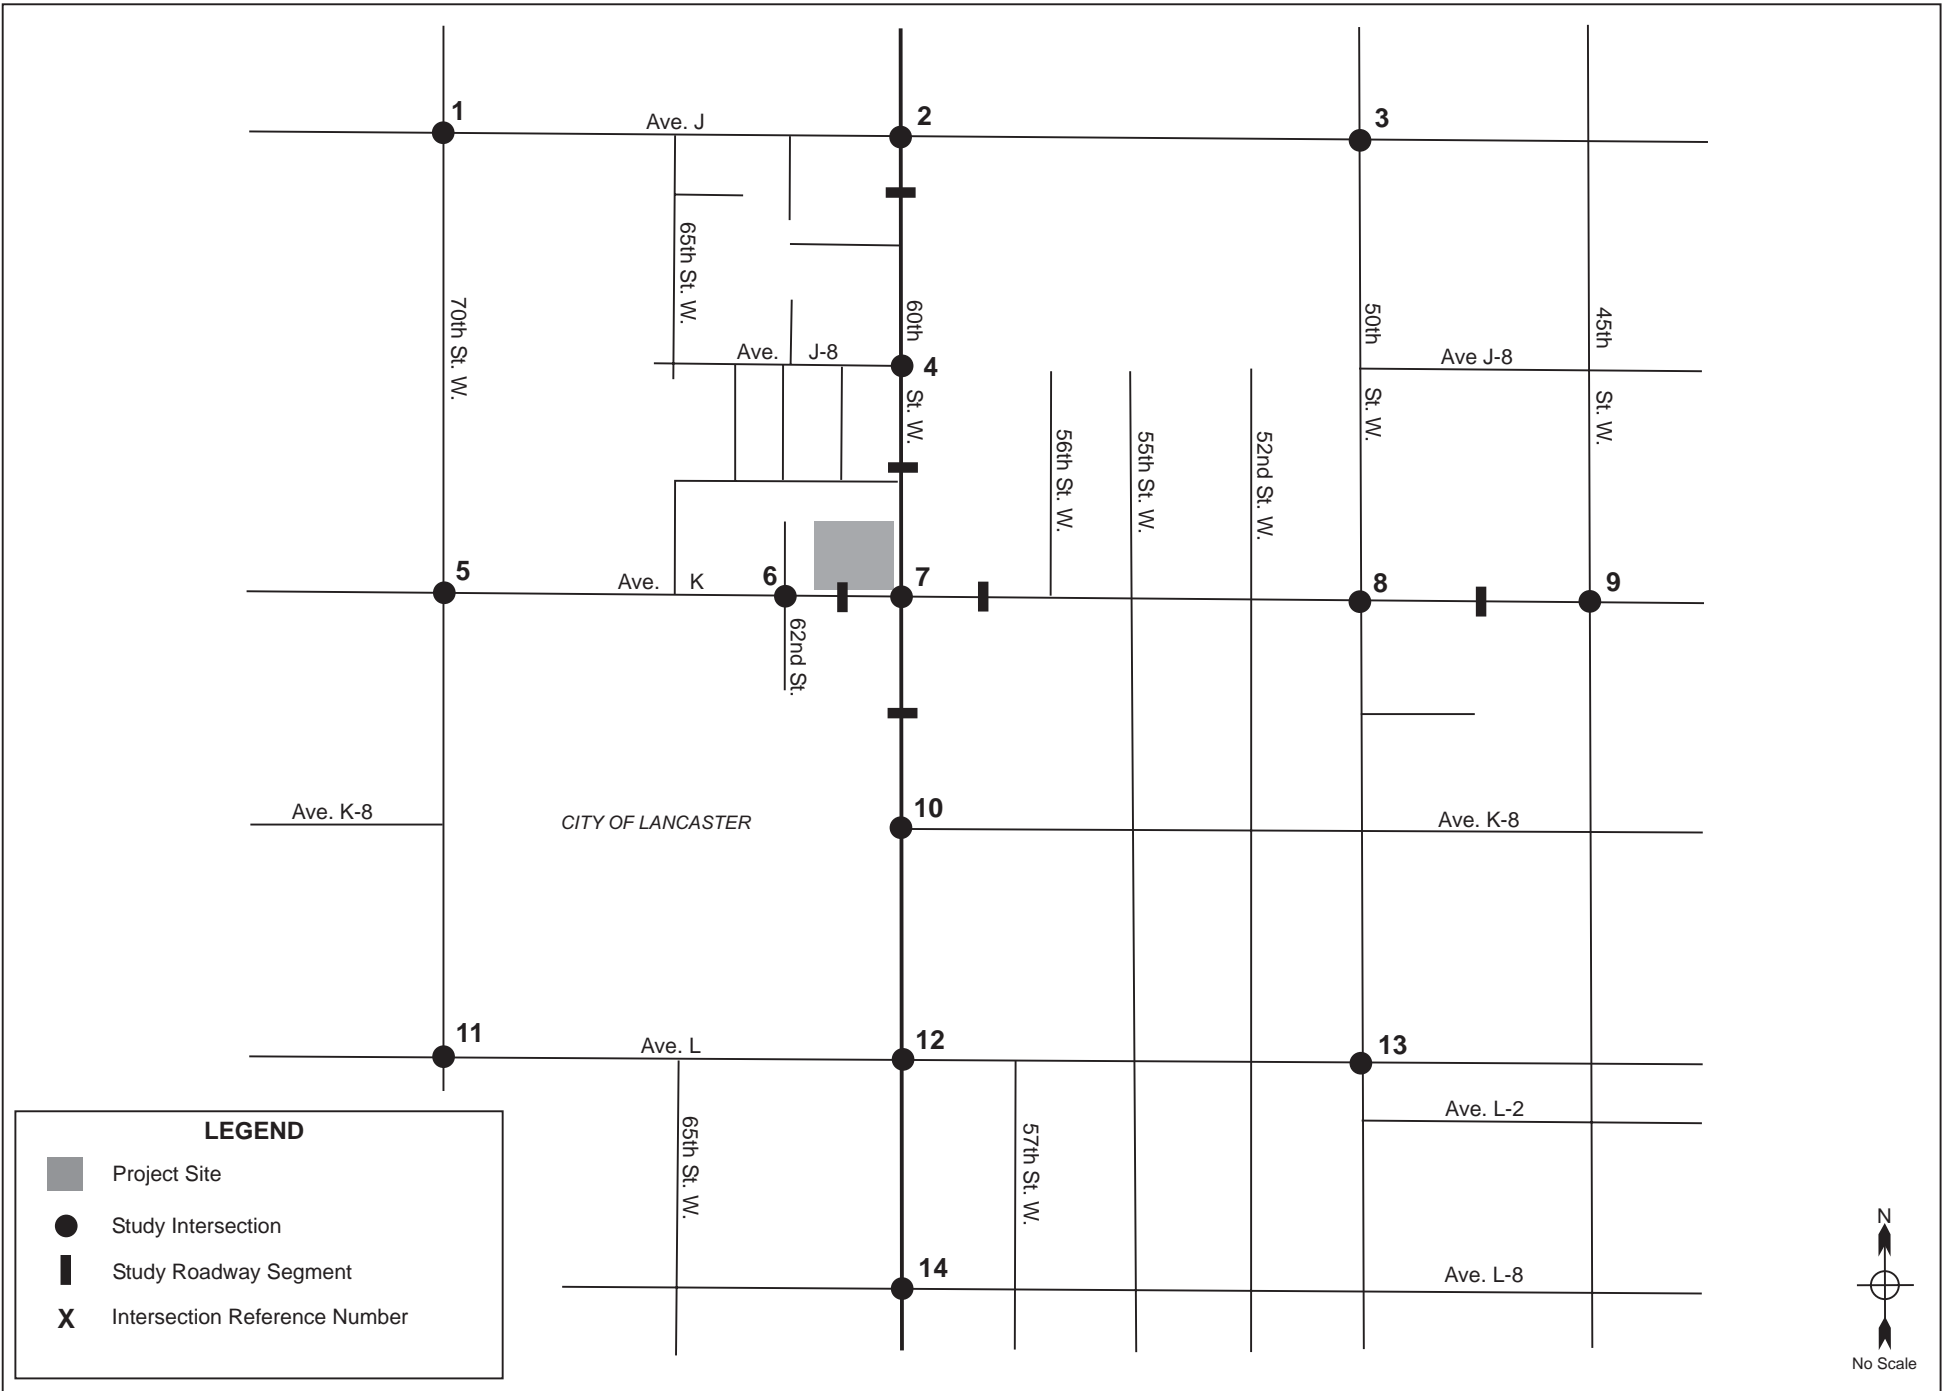 1
2
3
Ave. J
65th St. W.
70th St. W.
60th
St. W.
50th
St. W.
45th
St. W.
Ave. J-8
4
Ave J-8
56th St. W.
55th St. W.
52nd St. W.
5
Ave. K
6
7
8
9
62nd St.
10
Ave. K-8
CITY OF LANCASTER
Ave. K-8
11
Ave. L
12
13
Ave. L-2
65th St. W.
57th St. W.
14
Ave. L-8
LEGEND
Project Site
Study Intersection
Study Roadway Segment
X Intersection Reference Number
N
No Scale